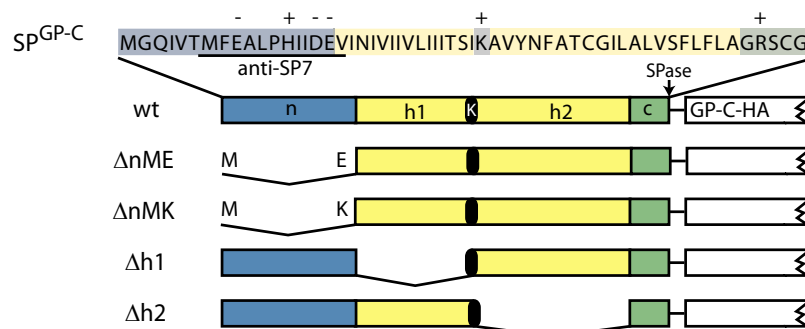 - + - - + +
SP^GP-C MGQIVTMFEALPHIIDEVINIVIIVLIIITSIKAVYNFATCGILALVSFLFLAGRSCG
anti-SP7 SPase
wt n h1 K h2 c GP-C-HA
ΔnME M E
ΔnMK M K
Δh1
Δh2